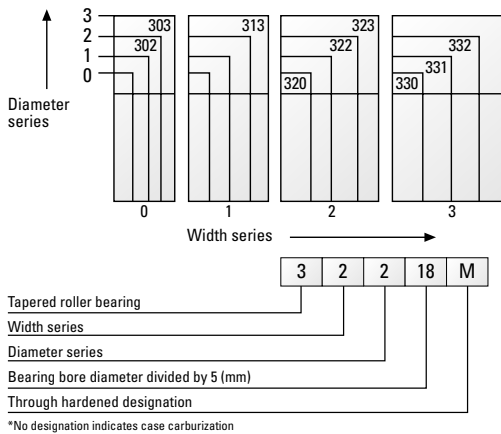 3
2
1
0
303
302
313
323
322
320
332
331
330
Diameter
series
0 1 2 3
Width series
3 2 2 18 M
Tapered roller bearing
Width series
Diameter series
Bearing bore diameter divided by 5 (mm)
Through hardened designation
*No designation indicates case carburization